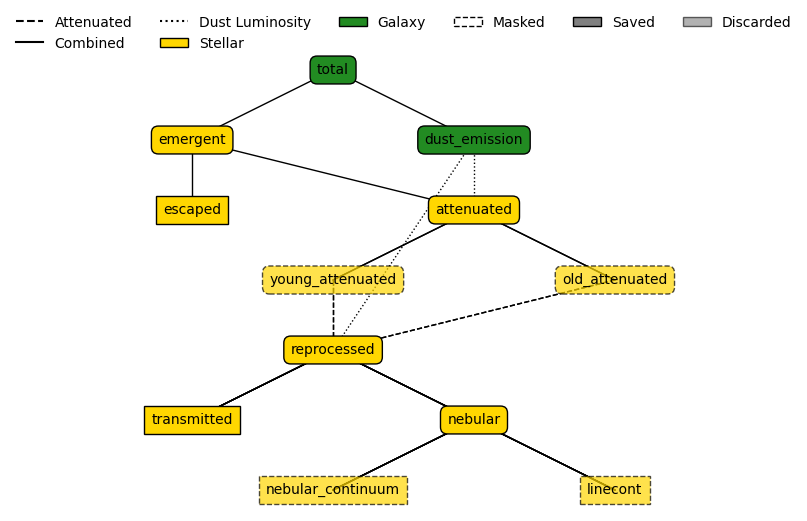 Attenuated
Dust Luminosity
Galaxy
Masked
Saved
Discarded
Combined
Stellar
total
emergent
dust_emission
escaped
attenuated
young_attenuated
old_attenuated
reprocessed
transmitted
nebular
nebular_continuum
linecont